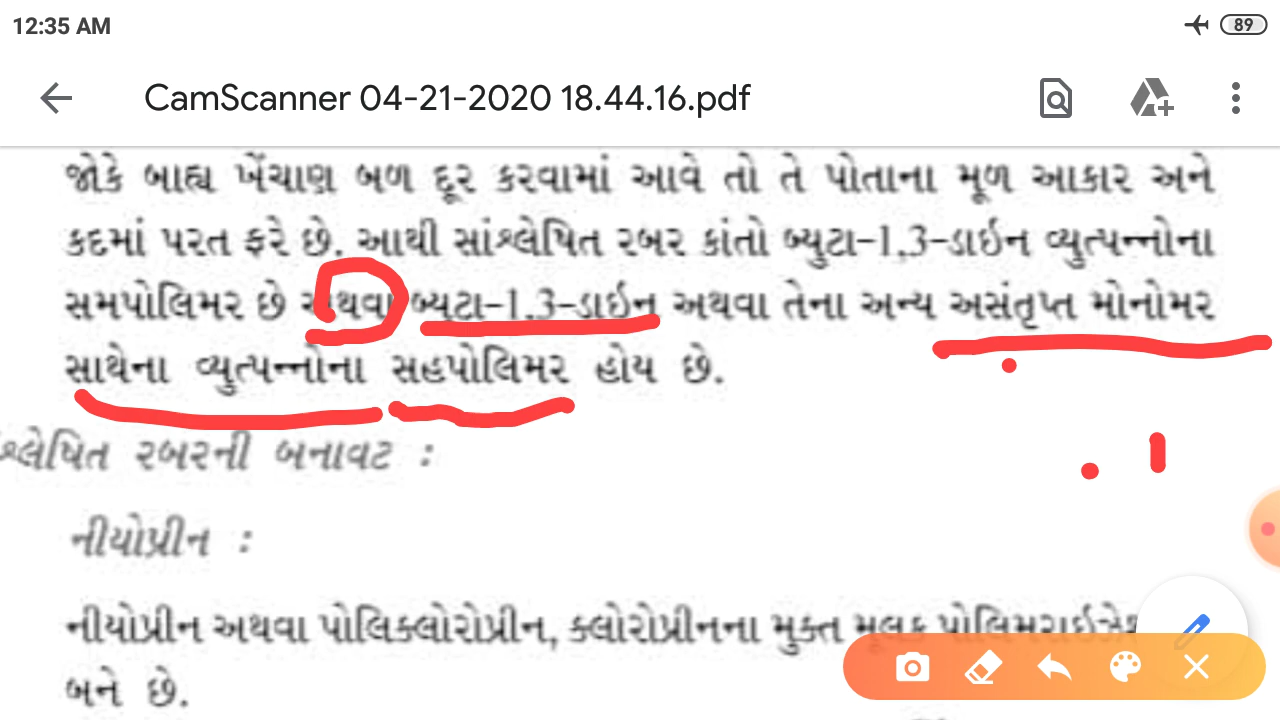 12:35 AM
89
CamScanner 04-21-2020 18.44.16.pdf
જોકે બાહ્ય ખેંચાણ બળ દૂર કરવામાં આવે તો તે પોતાના મૂળ આકાર અને
કદમાં પરત ફરે છે. આથી સાંશ્લેષિત રબર કાંતો બ્યુટા-1,3-ડાઇન વ્યુત્પન્નોના
સમપોલિમર છે અથવા બ્યુટા-1,3-ડાઇન અથવા તેના અન્ય અસંતૃપ્ત મોનોમર
સાથેના વ્યુત્પન્નોના સહપોલિમર હોય છે.
રબરની બનાવટ :
નીયોપ્રીન :
નીયોપ્રીન અથવા પોલિક્લોરોપ્રીન, ક્લોરોપ્રીનના મુક્ત મૂલક
બને છે.